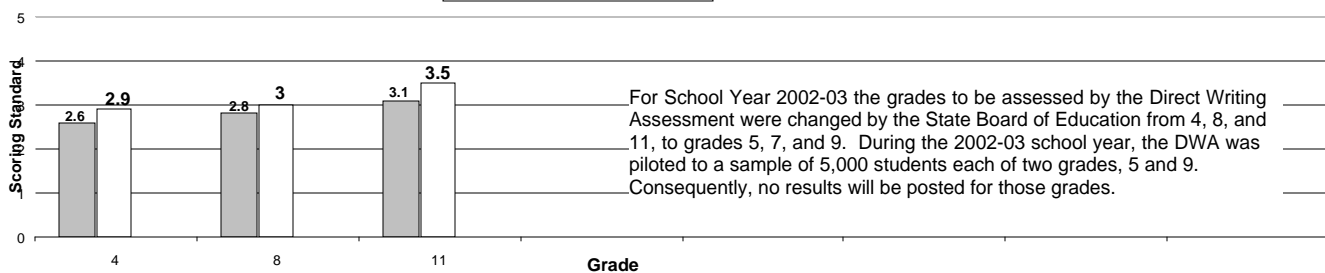 5
4
3
2
1
0
Scoring Standard
2.6
2.9
2.8
3
3.1
3.5
For School Year 2002-03 the grades to be assessed by the Direct Writing
Assessment were changed by the State Board of Education from 4, 8, and
11, to grades 5, 7, and 9.  During the 2002-03 school year, the DWA was
piloted to a sample of 5,000 students each of two grades, 5 and 9.
Consequently, no results will be posted for those grades.
4
8
11
Grade